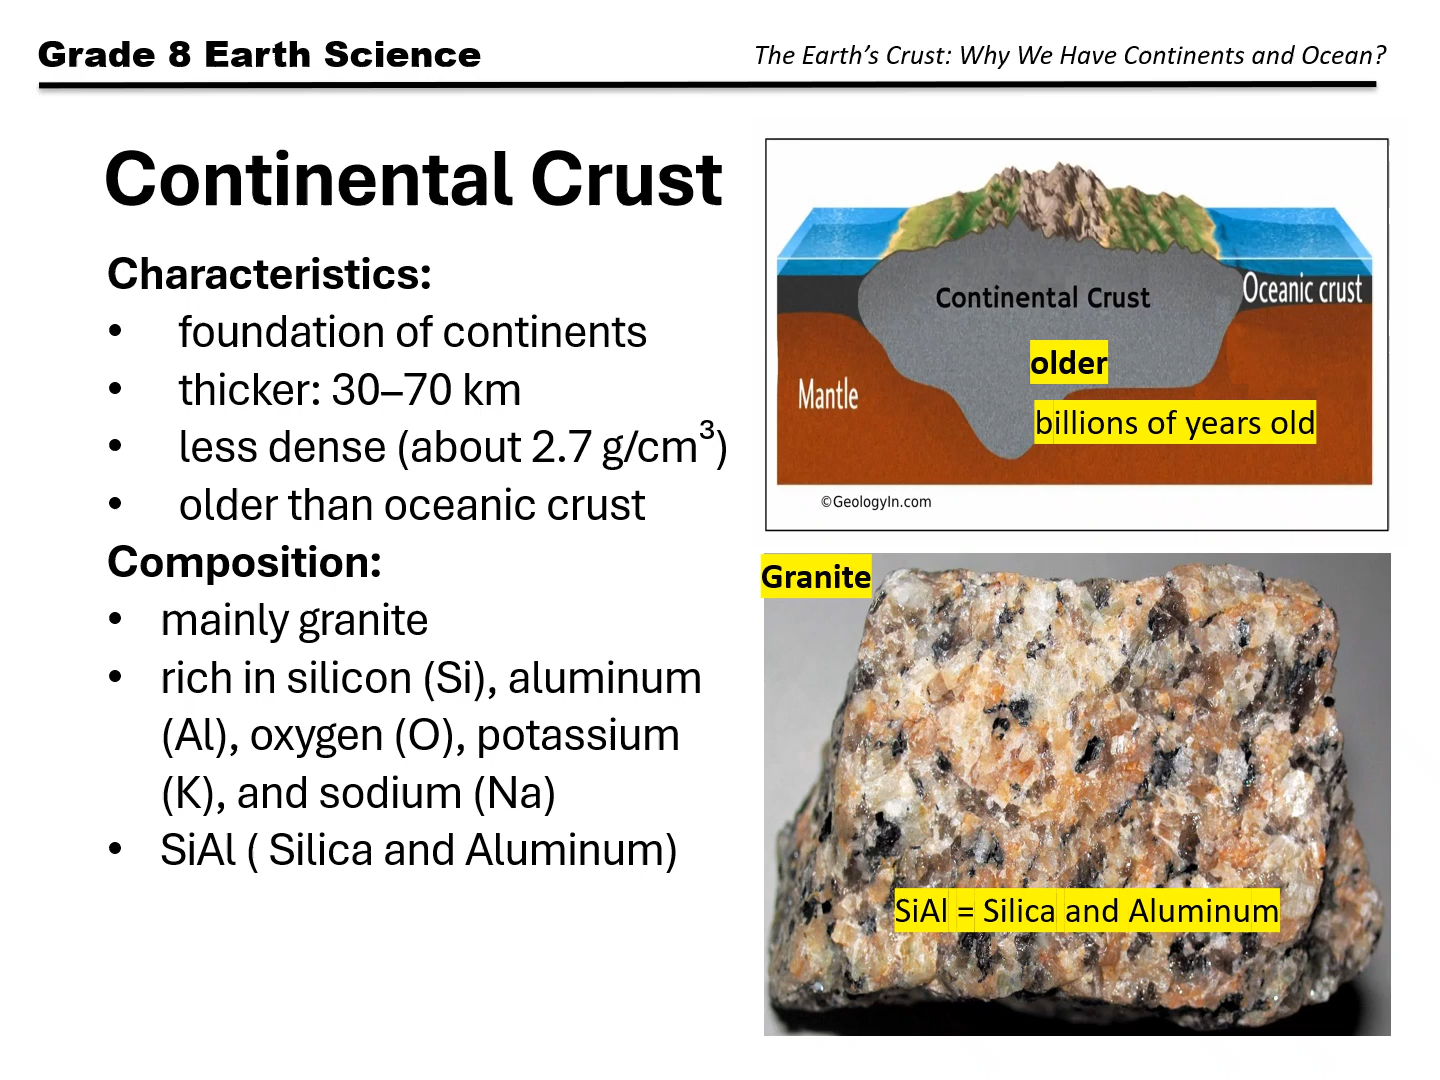 Grade 8 Earth Science
The Earth’s Crust: Why We Have Continents and Ocean?
Continental Crust
Characteristics:
• foundation of continents
• thicker: 30–70 km
• less dense (about 2.7 g/cm³)
• older than oceanic crust
Composition:
• mainly granite
• rich in silicon (Si), aluminum
(Al), oxygen (O), potassium
(K), and sodium (Na)
• SiAl ( Silica and Aluminum)
Continental Crust
Oceanic crust
older
Mantle
billions of years old
©GeologyIn.com
Granite
SiAl = Silica and Aluminum